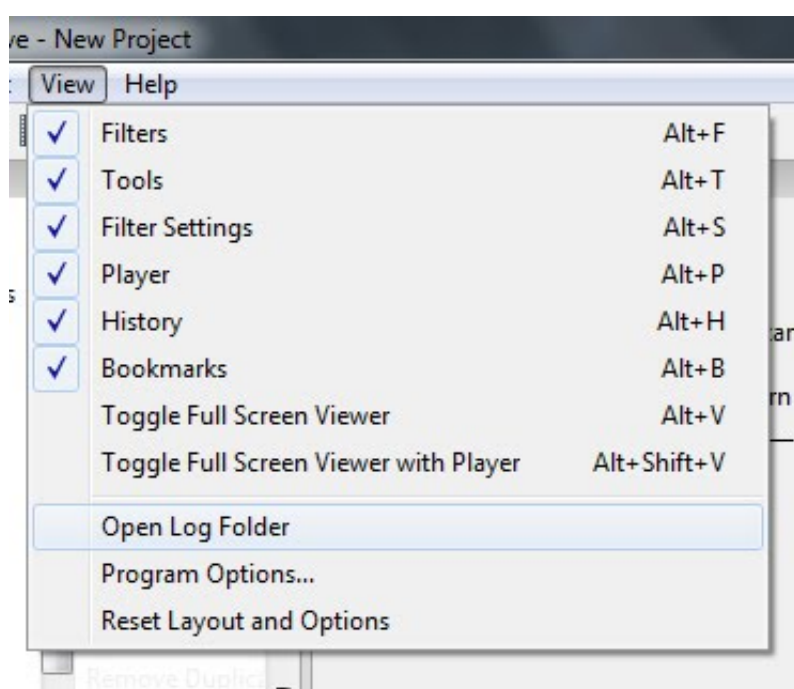 ve - New Project
View Help
Filters Alt+F
Tools Alt+T
Filter Settings Alt+S
Player Alt+P
History Alt+H
Bookmarks Alt+B
Toggle Full Screen Viewer Alt+V
Toggle Full Screen Viewer with Player Alt+Shift+V
Open Log Folder
Program Options...
Reset Layout and Options
Remove Duplica